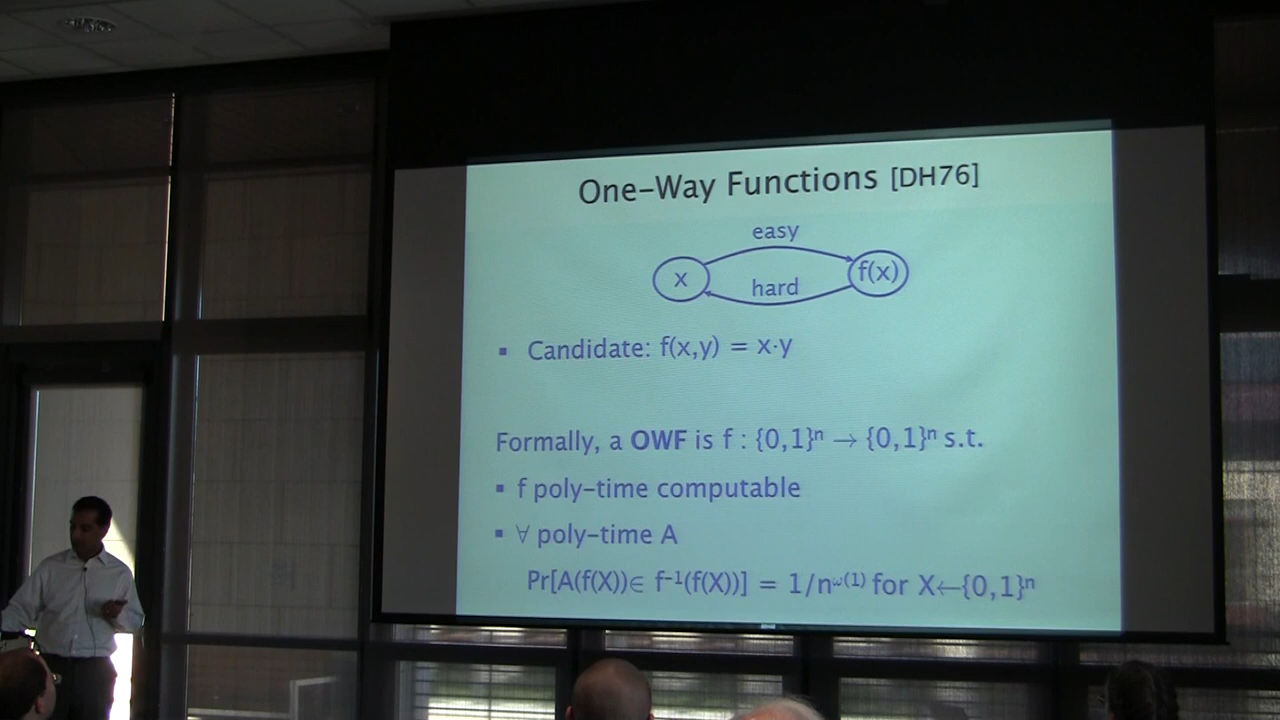 One-Way Functions [DH76]
easy
x
f(x)
hard
▪ Candidate: f(x,y) = x·y
Formally, a OWF is f : {0,1}ⁿ → {0,1}ⁿ s.t.
▪ f poly-time computable
▪ ∀ poly-time A
Pr[A(f(X))∈ f⁻¹(f(X))] = 1/n^ω(1) for X←{0,1}ⁿ